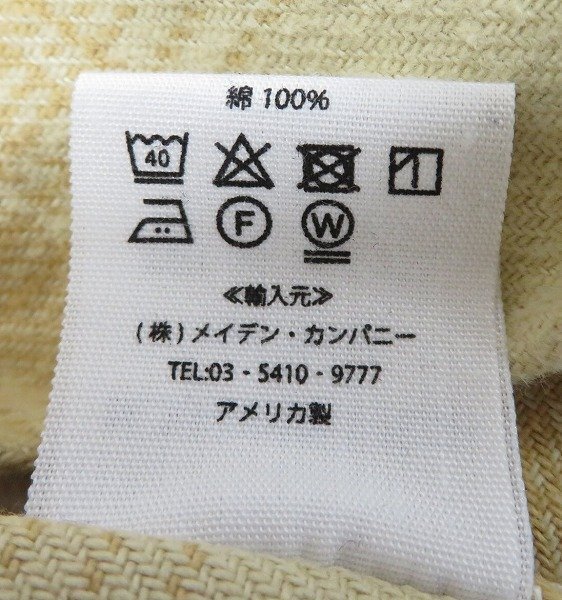 綿 100%
40
F W
≪輸入元≫
(株)メイデン・カンパニー
TEL:03 - 5410 - 9777
アメリカ製